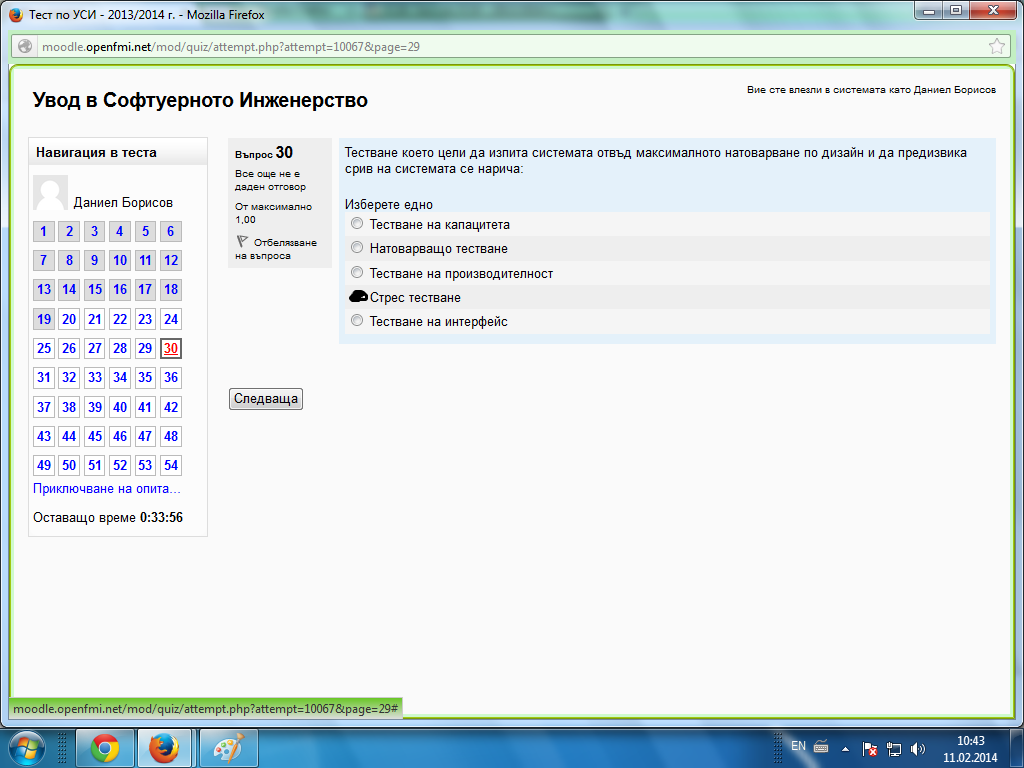 Тест по УСИ - 2013/2014 г. - Mozilla Firefox
moodle.openfmi.net/mod/quiz/attempt.php?attempt=10067&page=29
Увод в Софтуерното Инженерство
Вие сте влезли в системата като Даниел Борисов
Навигация в теста
Даниел Борисов
1 2 3 4 5 6
7 8 9 10 11 12
13 14 15 16 17 18
19 20 21 22 23 24
25 26 27 28 29 30
31 32 33 34 35 36
37 38 39 40 41 42
43 44 45 46 47 48
49 50 51 52 53 54
Приключване на опита...
Оставащо време 0:33:56
Въпрос 30
Все още не е
даден отговор
От максимално
1,00
Отбелязване
на въпроса
Тестване което цели да изпита системата отвъд максималното натоварване по дизайн и да предизвика
срив на системата се нарича:
Изберете едно
Тестване на капацитета
Натоварващо тестване
Тестване на производителност
Стрес тестване
Тестване на интерфейс
Следваща
moodle.openfmi.net/mod/quiz/attempt.php?attempt=10067&page=29#
EN
10:43
11.02.2014